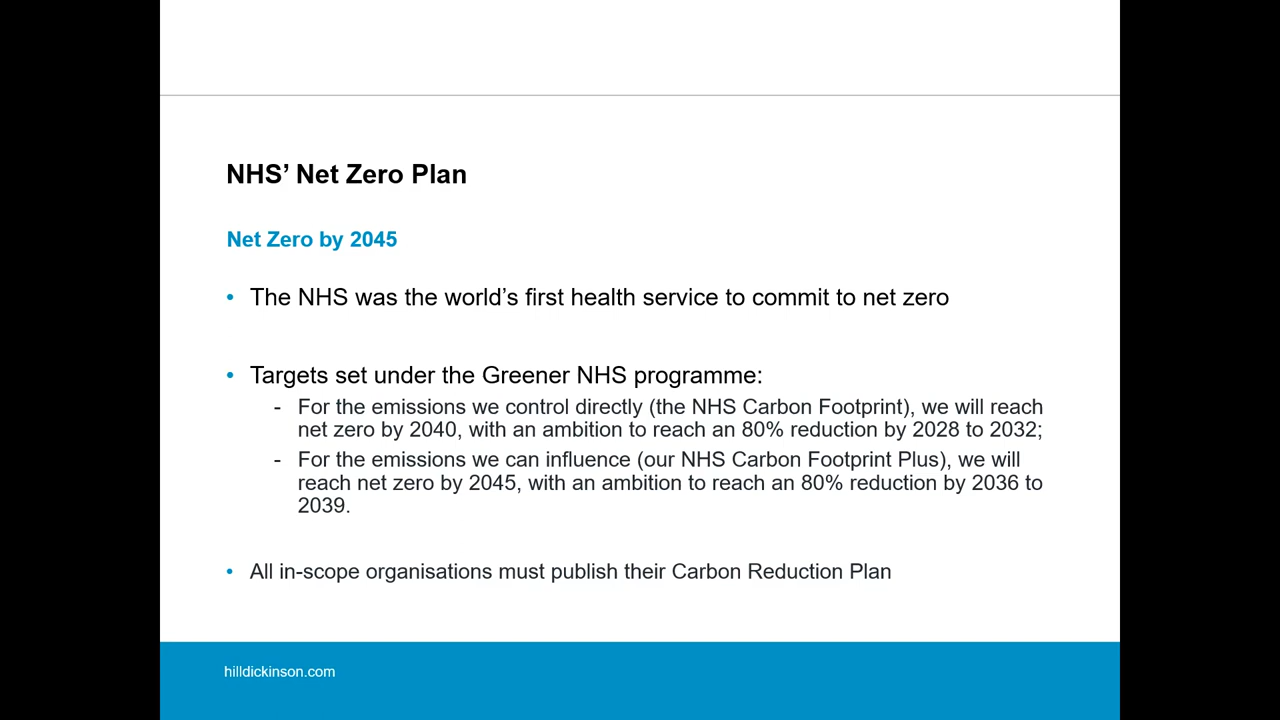 NHS’ Net Zero Plan
Net Zero by 2045
• The NHS was the world’s first health service to commit to net zero
• Targets set under the Greener NHS programme:
- For the emissions we control directly (the NHS Carbon Footprint), we will reach
net zero by 2040, with an ambition to reach an 80% reduction by 2028 to 2032;
- For the emissions we can influence (our NHS Carbon Footprint Plus), we will
reach net zero by 2045, with an ambition to reach an 80% reduction by 2036 to
2039.
• All in-scope organisations must publish their Carbon Reduction Plan
hilldickinson.com